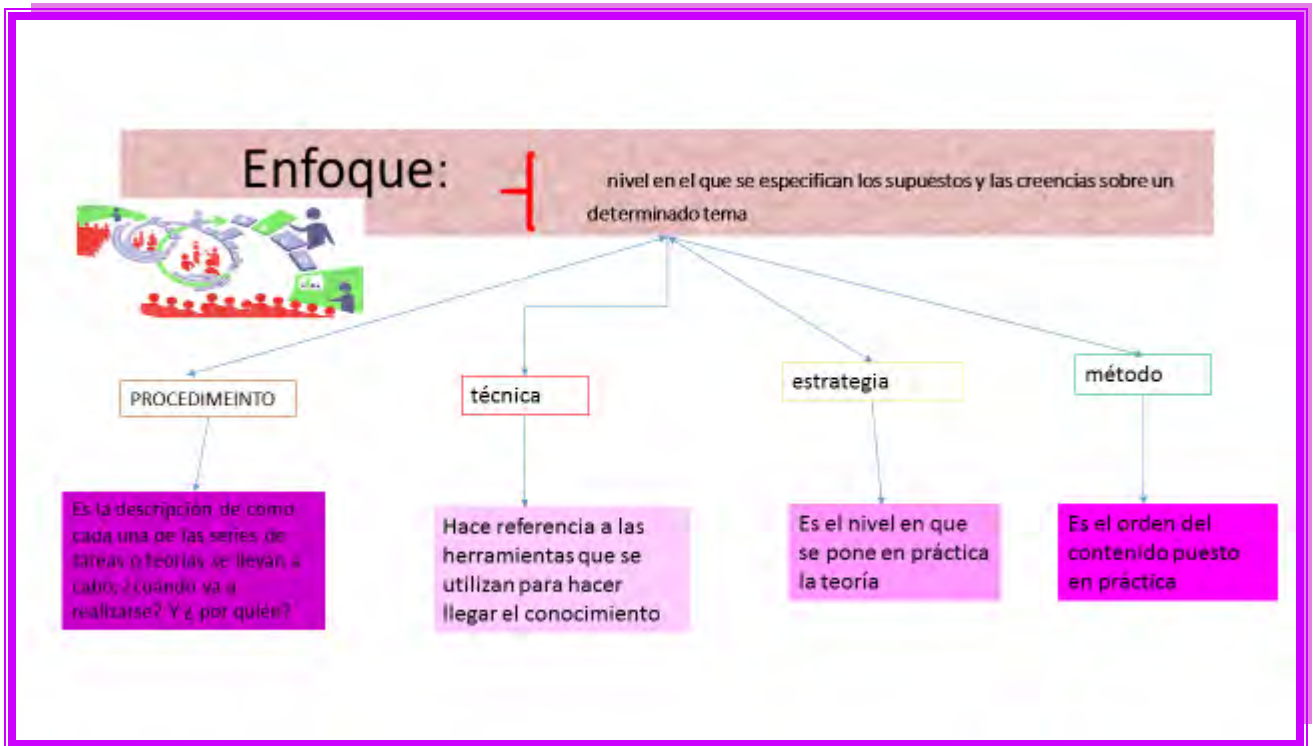 Enfoque:
nivel en el que se especifican los supuestos y las creencias sobre un
determinado tema
PROCEDIMEINTO
técnica
estrategia
método
Es la descripción de como
cada una de las series de
tareas o teorías se llevan a
cabo, ¿cuándo va a
realizarse? Y ¿ por quién?
Hace referencia a las
herramientas que se
utilizan para hacer
llegar el conocimiento
Es el nivel en que
se pone en práctica
la teoría
Es el orden del
contenido puesto
en práctica